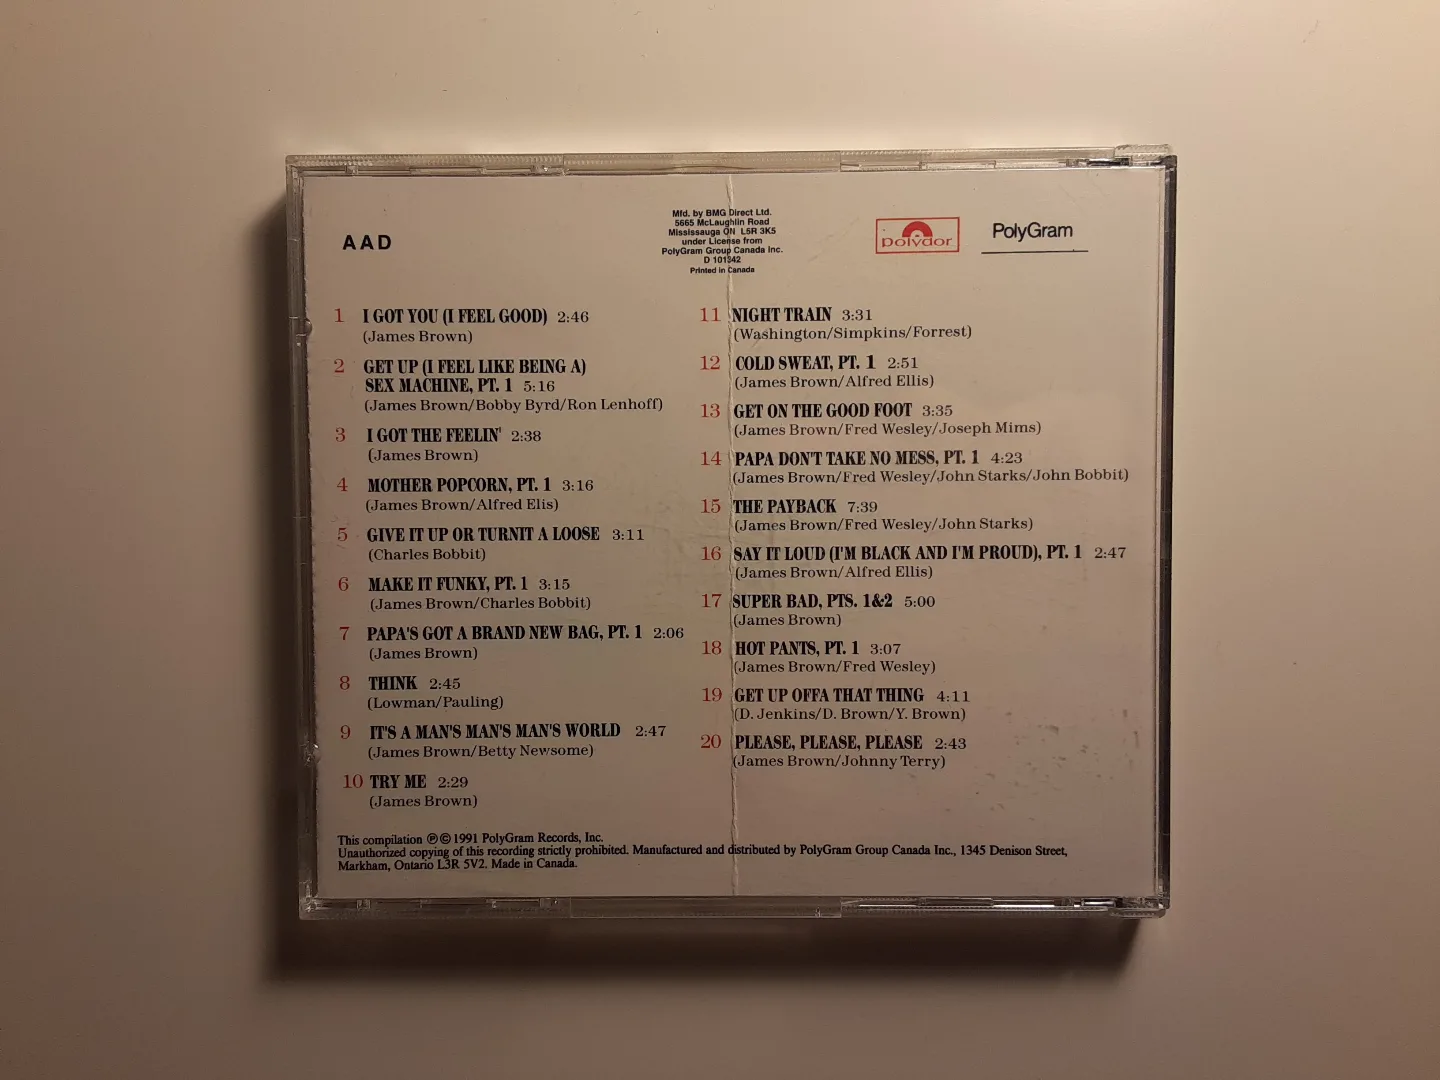 AAD
Mfd. by BMG Direct Ltd.
5665 McLaughlin Road
Mississauga ON L5R 3K5
under License from
PolyGram Group Canada Inc.
D 101342
Printed in Canada
polydor
PolyGram
1 I GOT YOU (I FEEL GOOD) 2:46
(James Brown)
2 GET UP (I FEEL LIKE BEING A)
SEX MACHINE, PT. 1 5:16
(James Brown/Bobby Byrd/Ron Lenhoff)
3 I GOT THE FEELIN' 2:38
(James Brown)
4 MOTHER POPCORN, PT. 1 3:16
(James Brown/Alfred Elis)
5 GIVE IT UP OR TURNIT A LOOSE 3:11
(Charles Bobbit)
6 MAKE IT FUNKY, PT. 1 3:15
(James Brown/Charles Bobbit)
7 PAPA'S GOT A BRAND NEW BAG, PT. 1 2:06
(James Brown)
8 THINK 2:45
(Lowman/Pauling)
9 IT'S A MAN'S MAN'S MAN'S WORLD 2:47
(James Brown/Betty Newsome)
10 TRY ME 2:29
(James Brown)
11 NIGHT TRAIN 3:31
(Washington/Simpkins/Forrest)
12 COLD SWEAT, PT. 1 2:51
(James Brown/Alfred Ellis)
13 GET ON THE GOOD FOOT 3:35
(James Brown/Fred Wesley/Joseph Mims)
14 PAPA DON'T TAKE NO MESS, PT. 1 4:23
(James Brown/Fred Wesley/John Starks/John Bobbit)
15 THE PAYBACK 7:39
(James Brown/Fred Wesley/John Starks)
16 SAY IT LOUD (I'M BLACK AND I'M PROUD), PT. 1 2:47
(James Brown/Alfred Ellis)
17 SUPER BAD, PTS. 1&2 5:00
(James Brown)
18 HOT PANTS, PT. 1 3:07
(James Brown/Fred Wesley)
19 GET UP OFFA THAT THING 4:11
(D. Jenkins/D. Brown/Y. Brown)
20 PLEASE, PLEASE, PLEASE 2:43
(James Brown/Johnny Terry)
This compilation ℗© 1991 PolyGram Records, Inc.
Unauthorized copying of this recording strictly prohibited. Manufactured and distributed by PolyGram Group Canada Inc., 1345 Denison Street,
Markham, Ontario L3R 5V2. Made in Canada.